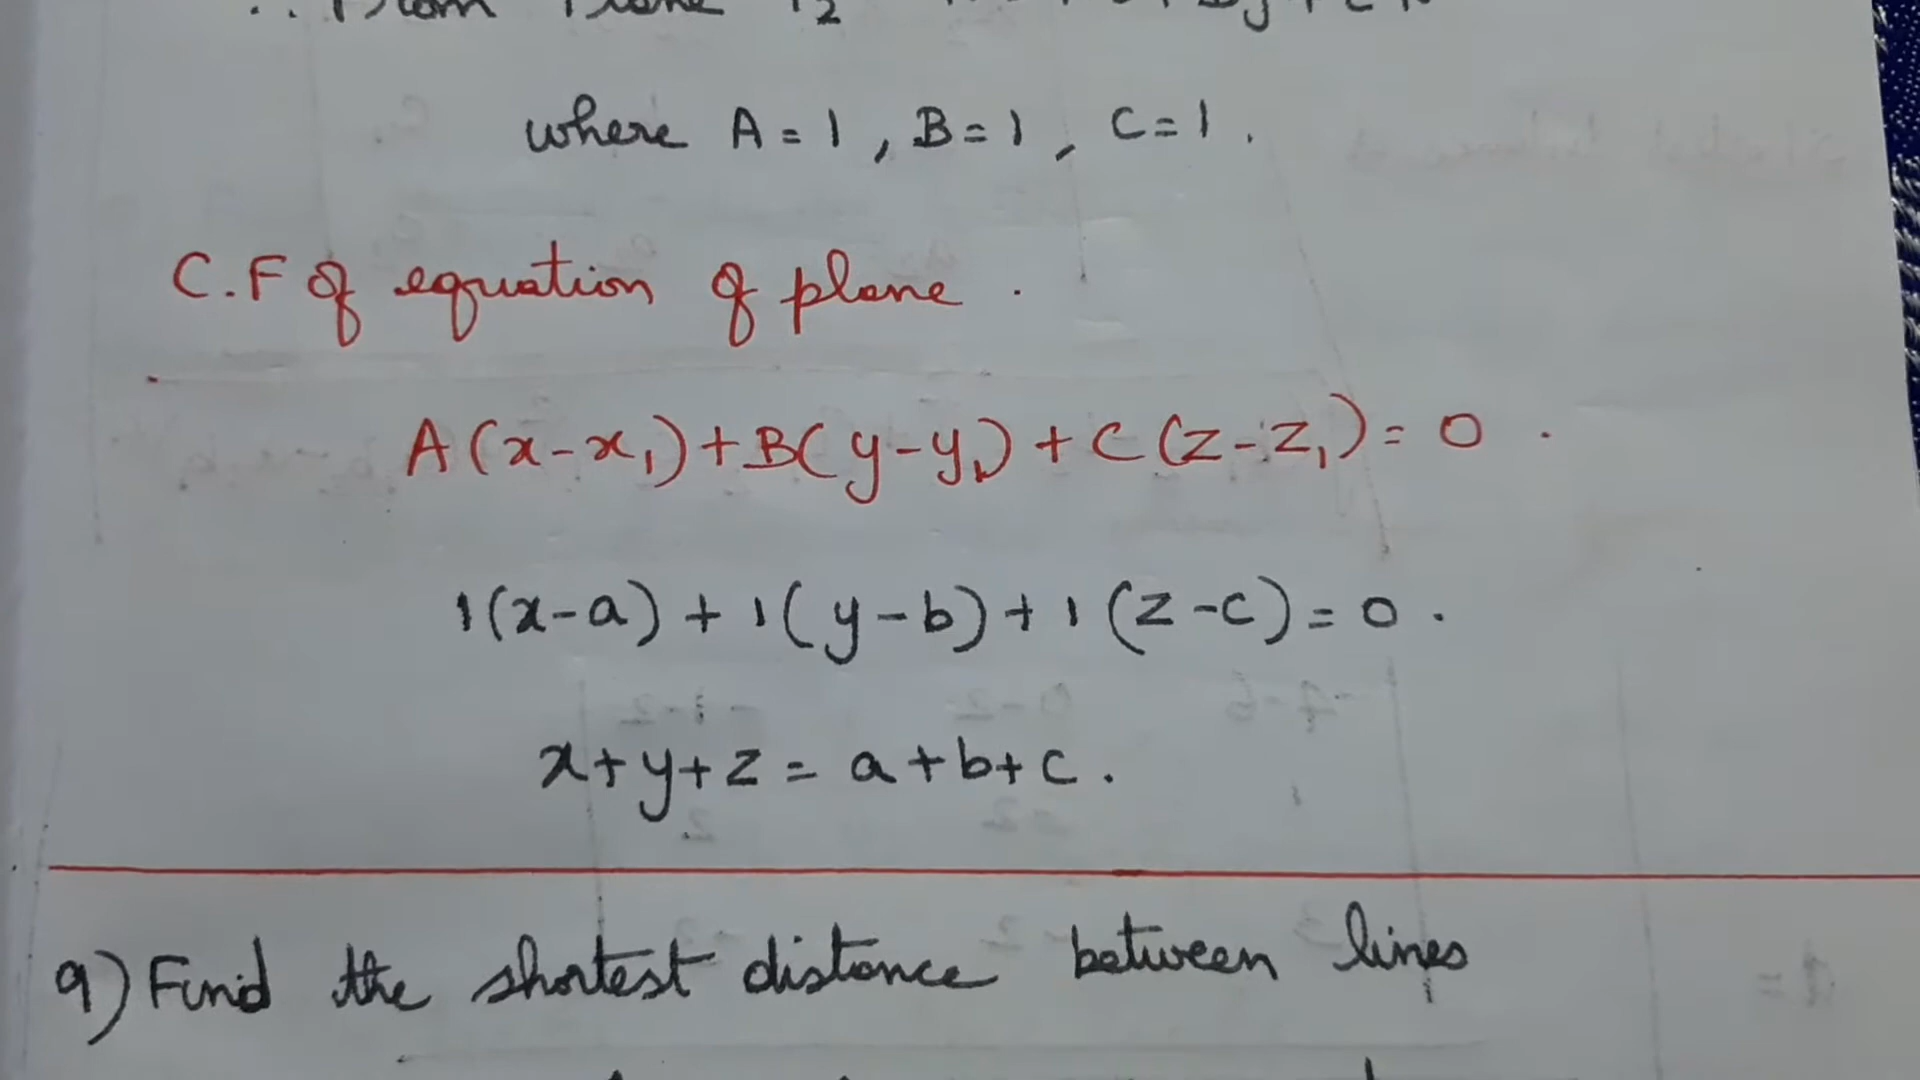 where A = 1 , B = 1 , C = 1 .
C.F of equation of plane .
A(x-x₁)+B(y-y₁)+C(z-z₁)= 0 .
1(x-a)+1(y-b)+1(z-c)= 0 .
x+y+z = a+b+c .
9) Find the shortest distance between lines